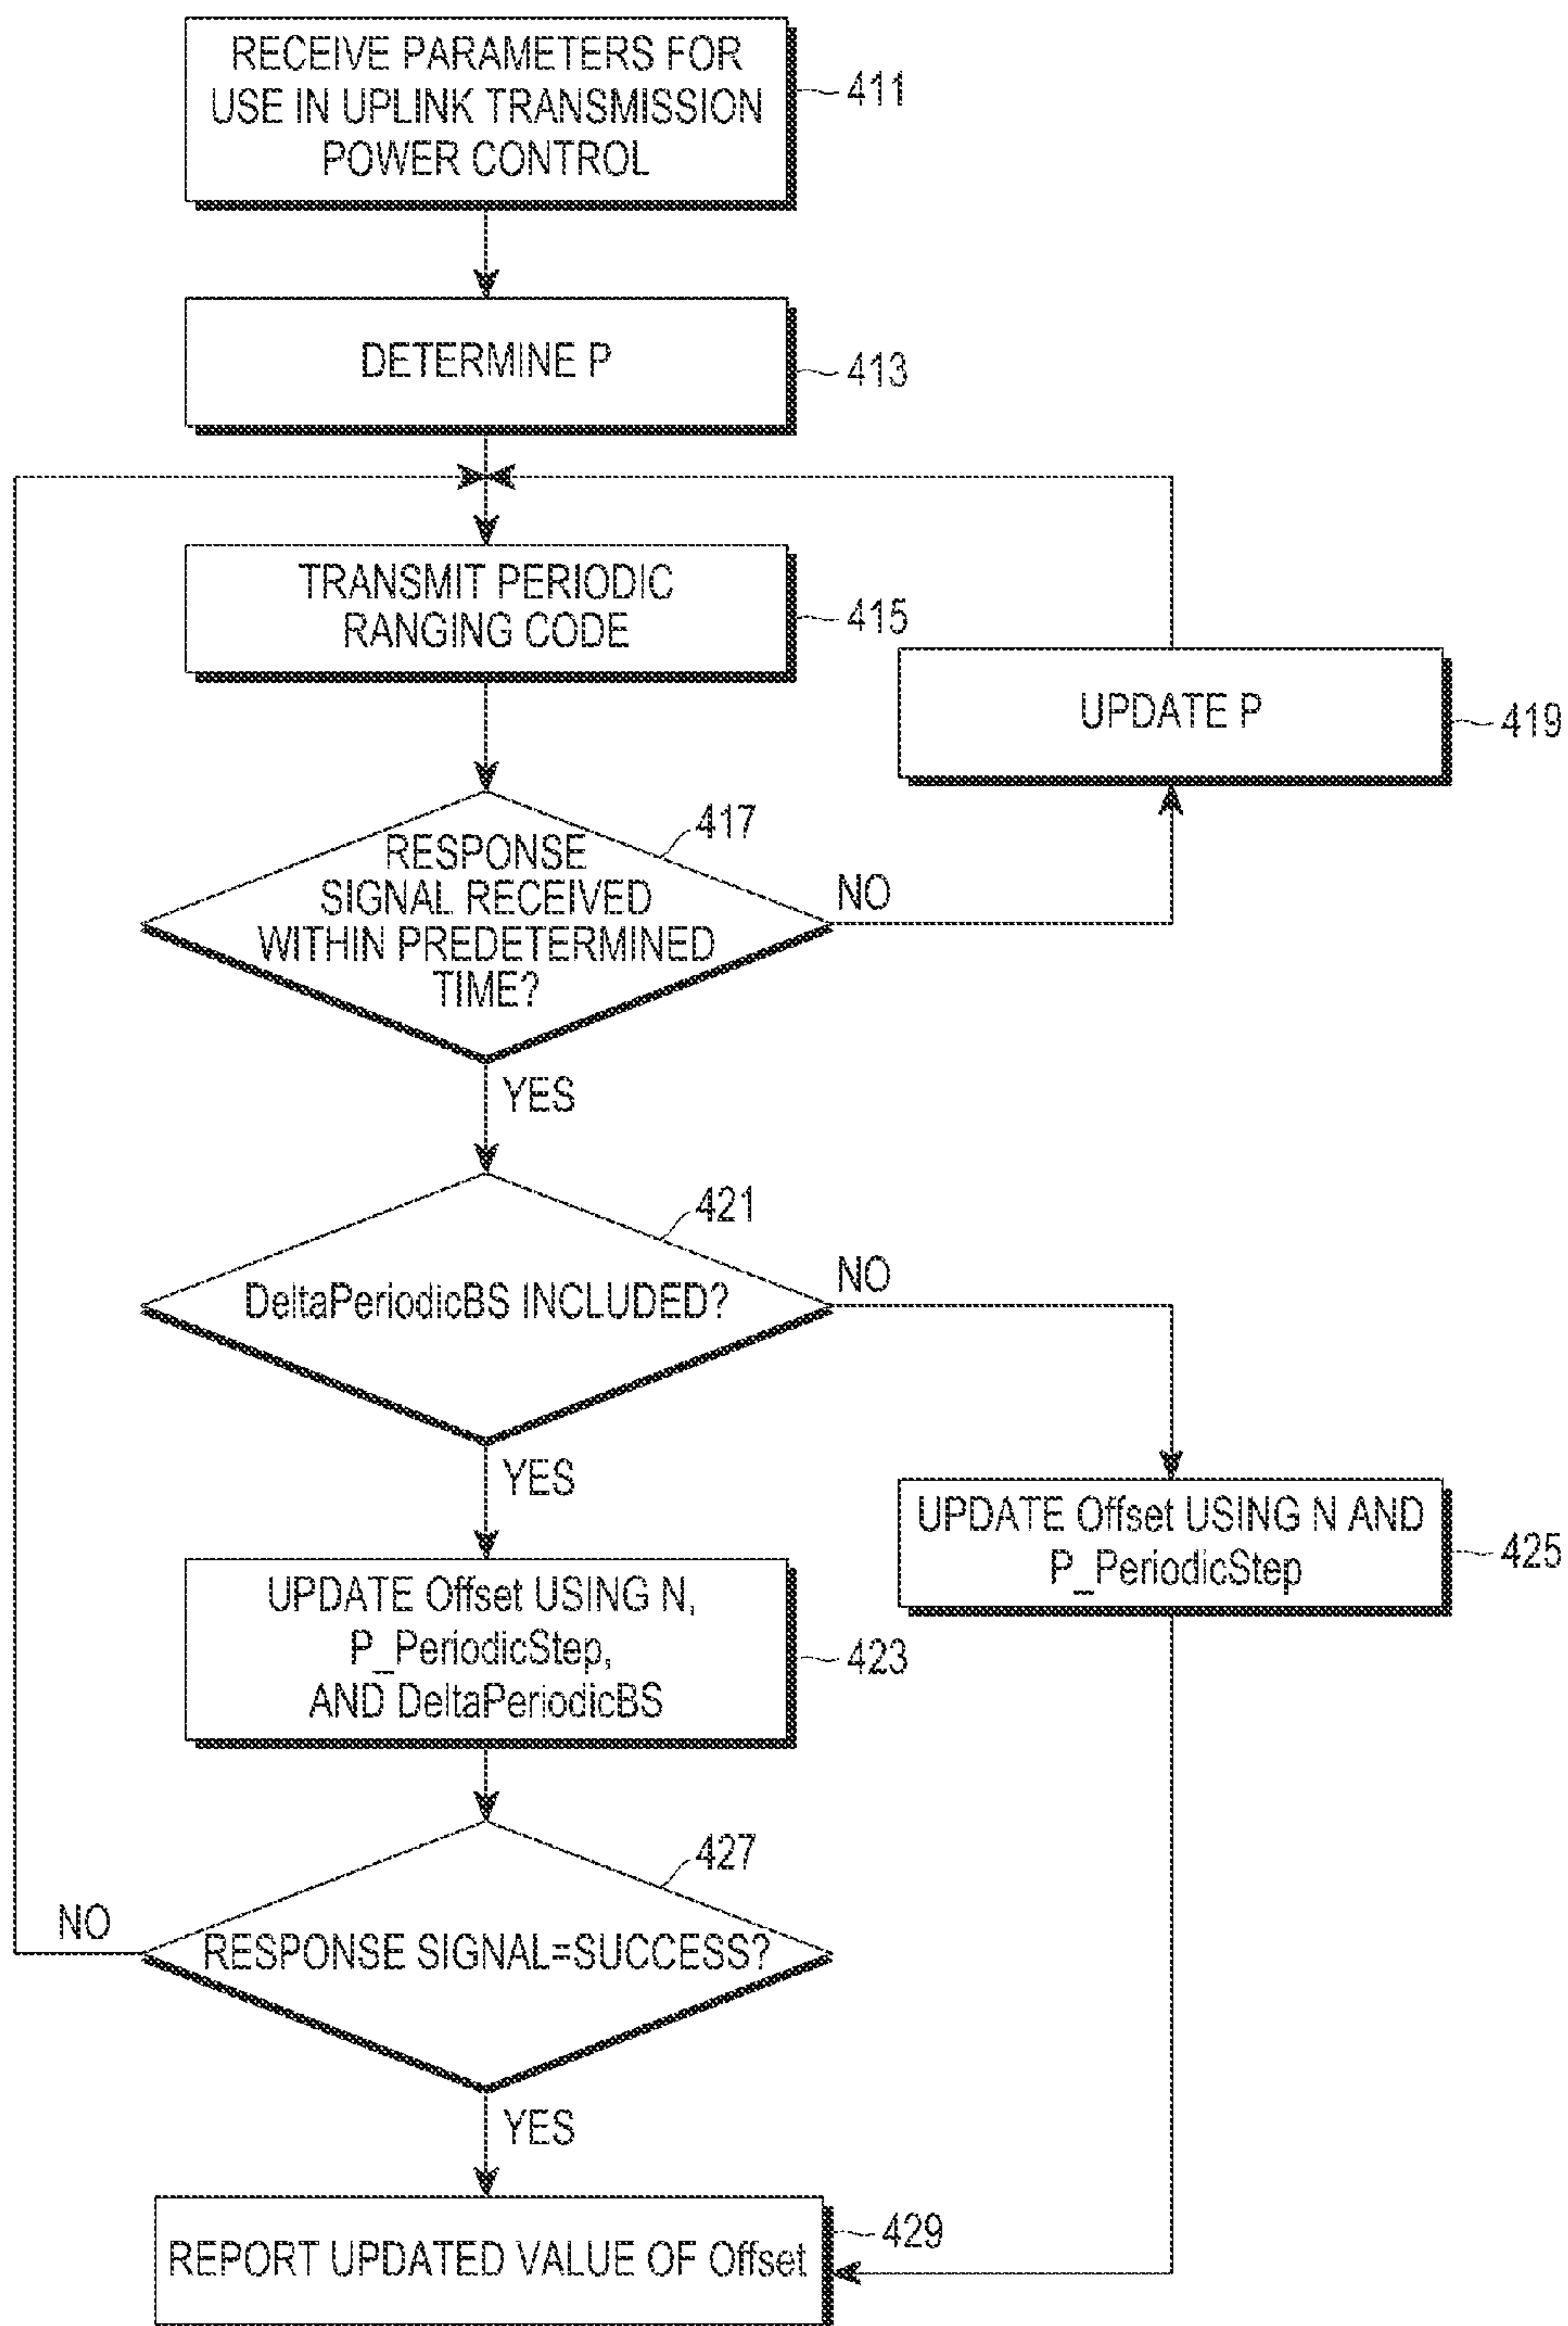 RECEIVE PARAMETERS FOR
USE IN UPLINK TRANSMISSION
POWER CONTROL
411
DETERMINE P
413
TRANSMIT PERIODIC
RANGING CODE
415
UPDATE P
419
417
RESPONSE
SIGNAL RECEIVED
WITHIN PREDETERMINED
TIME?
NO
YES
421
DeltaPeriodicBS INCLUDED?
NO
YES
UPDATE Offset USING N AND
P_PeriodicStep
425
UPDATE Offset USING N,
P_PeriodicStep,
AND DeltaPeriodicBS
423
427
RESPONSE SIGNAL=SUCCESS?
NO
YES
REPORT UPDATED VALUE OF Offset
429